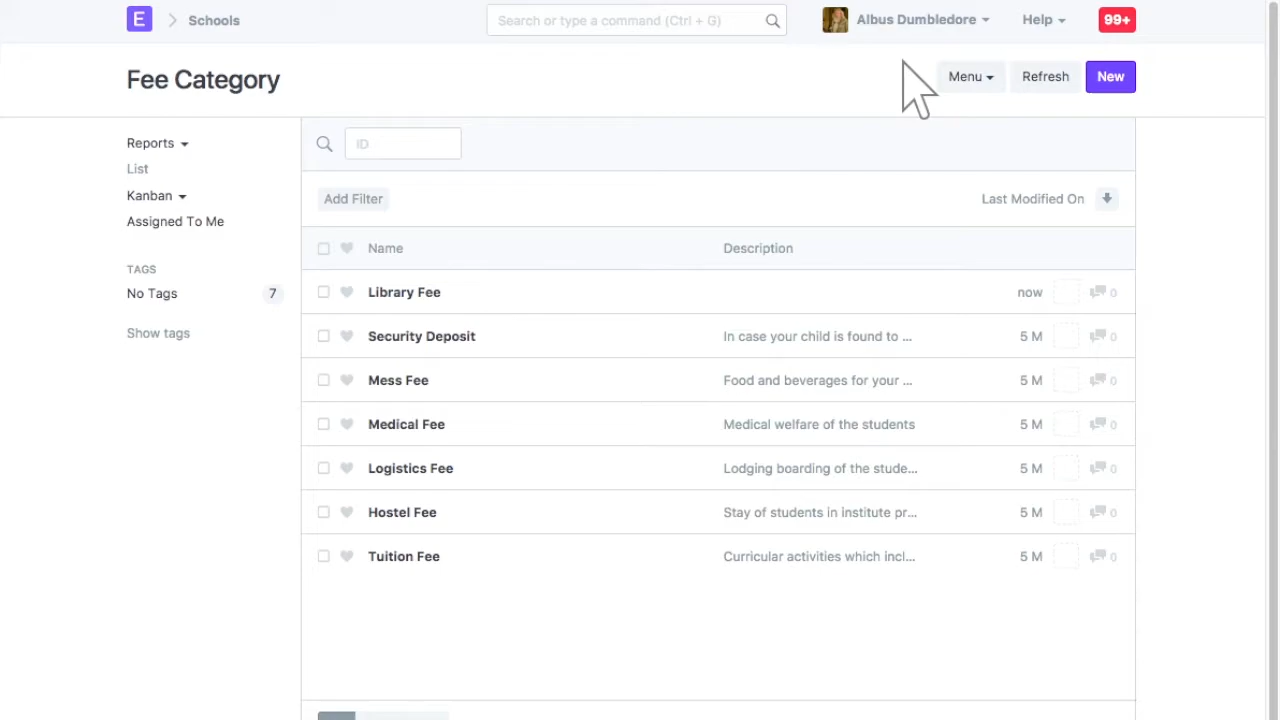 E Schools Search or type a command (Ctrl + G) Albus Dumbledore Help 99+
Fee Category Menu Refresh New
Reports
List
Kanban
Assigned To Me
TAGS
No Tags 7
Show tags
ID
Add Filter Last Modified On
Name Description
Library Fee now 0
Security Deposit In case your child is found to ... 5 M 0
Mess Fee Food and beverages for your ... 5 M 0
Medical Fee Medical welfare of the students 5 M 0
Logistics Fee Lodging boarding of the stude... 5 M 0
Hostel Fee Stay of students in institute pr... 5 M 0
Tuition Fee Curricular activities which incl... 5 M 0